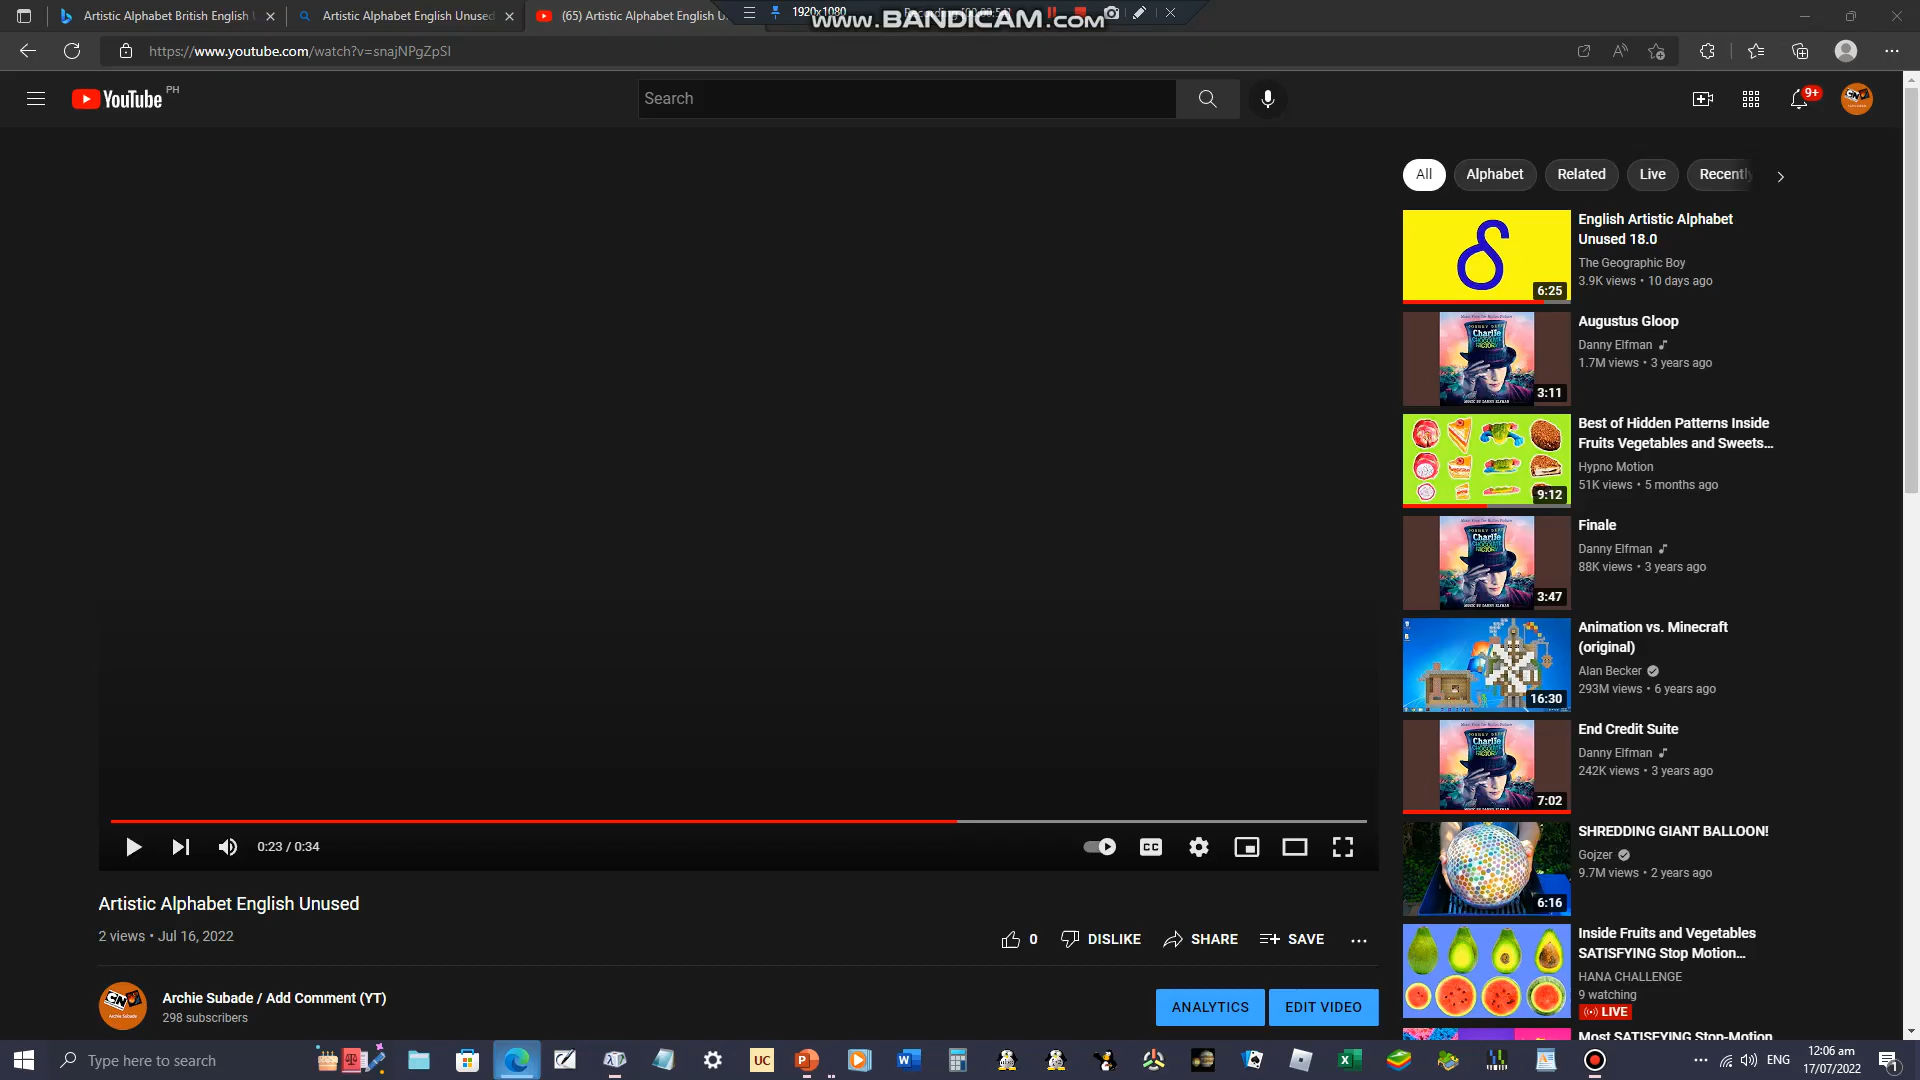 Artistic Alphabet British English
Artistic Alphabet English Unused
(65) Artistic Alphabet English U
1920x1080
www.BANDICAM.com
https://www.youtube.com/watch?v=snajNPgZpSI
YouTube PH
Search
9+
All
Alphabet
Related
Live
Recently
English Artistic Alphabet
Unused 18.0
The Geographic Boy
3.9K views • 10 days ago
6:25
Augustus Gloop
Danny Elfman
1.7M views • 3 years ago
3:11
Best of Hidden Patterns Inside
Fruits Vegetables and Sweets...
Hypno Motion
51K views • 5 months ago
9:12
Finale
Danny Elfman
88K views • 3 years ago
3:47
Animation vs. Minecraft
(original)
Alan Becker
293M views • 6 years ago
16:30
End Credit Suite
Danny Elfman
242K views • 3 years ago
7:02
SHREDDING GIANT BALLOON!
Gojzer
9.7M views • 2 years ago
6:16
Inside Fruits and Vegetables
SATISFYING Stop Motion...
HANA CHALLENGE
9 watching
LIVE
Most SATISFYING Stop-Motion
0:23 / 0:34
CC
Artistic Alphabet English Unused
2 views • Jul 16, 2022
0
DISLIKE
SHARE
SAVE
Archie Subade / Add Comment (YT)
298 subscribers
ANALYTICS
EDIT VIDEO
Type here to search
UC
ENG
12:06 am
17/07/2022
1